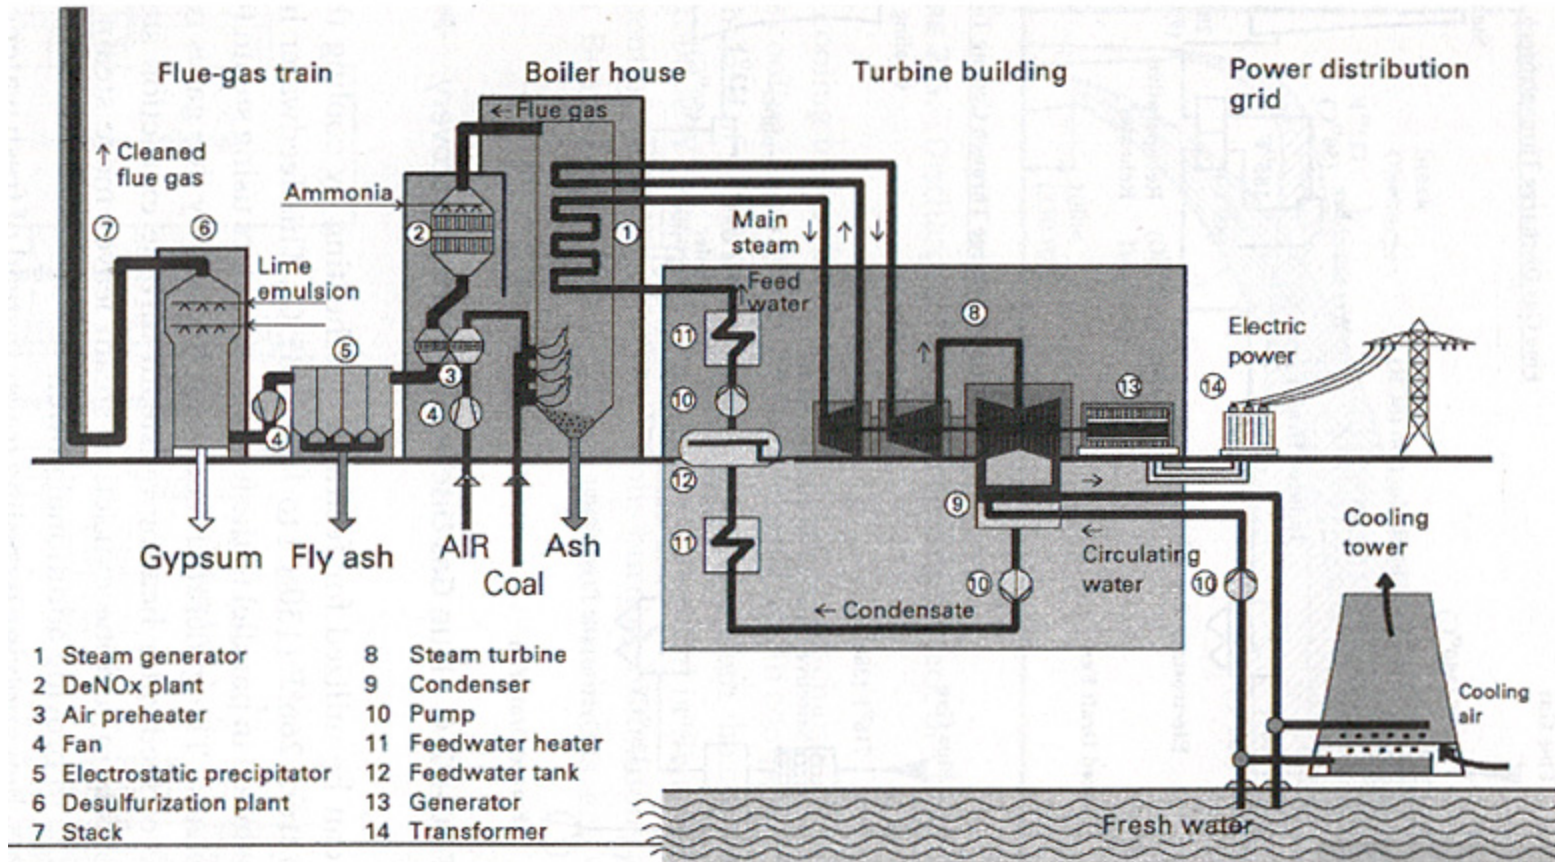 Flue-gas train
Boiler house
Turbine building
Power distribution
grid
← Flue gas
↑ Cleaned
flue gas
Ammonia
Main
steam
Lime
emulsion
Feed
water
Electric
power
7
6
5
4
2
3
4
1
11
10
12
11
8
9
10
13
14
10
Gypsum
Fly ash
AIR
Coal
Ash
← Condensate
Circulating
water
Cooling
tower
Cooling
air
Fresh water
1 Steam generator
2 DeNOx plant
3 Air preheater
4 Fan
5 Electrostatic precipitator
6 Desulfurization plant
7 Stack
8 Steam turbine
9 Condenser
10 Pump
11 Feedwater heater
12 Feedwater tank
13 Generator
14 Transformer